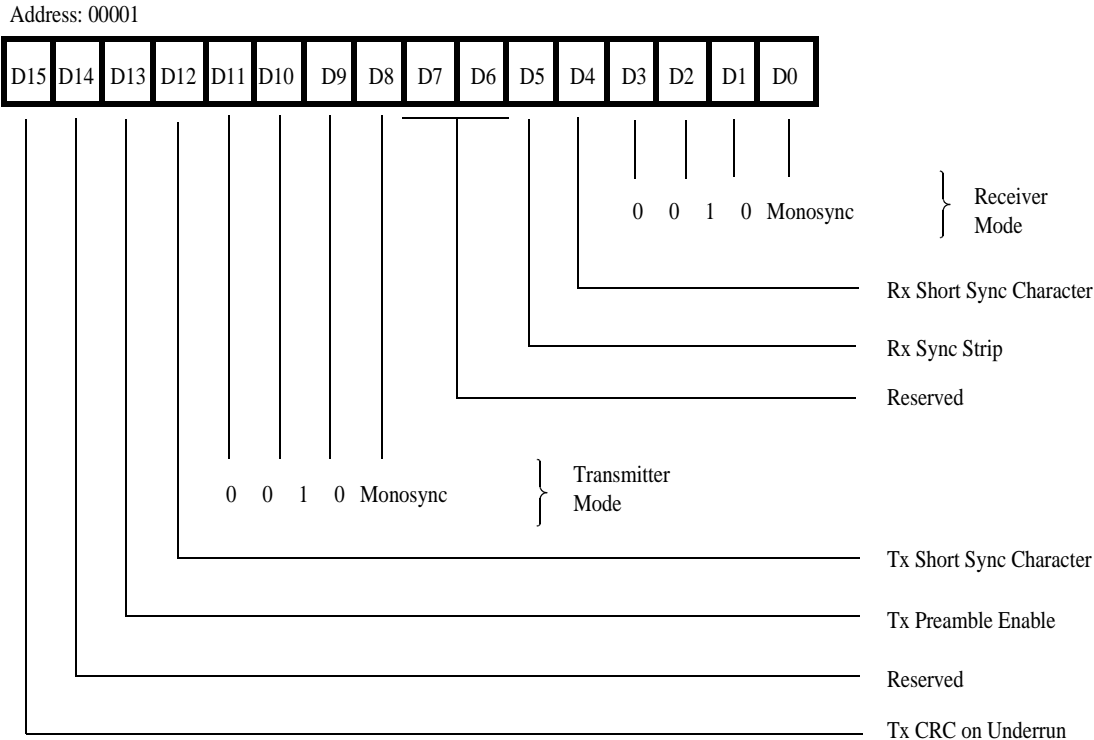 Address: 00001
D15 D14 D13 D12 D11 D10 D9 D8 D7 D6 D5 D4 D3 D2 D1 D0
0 0 1 0 Monosync
Receiver
Mode
Rx Short Sync Character
Rx Sync Strip
Reserved
0 0 1 0 Monosync
Transmitter
Mode
Tx Short Sync Character
Tx Preamble Enable
Reserved
Tx CRC on Underrun